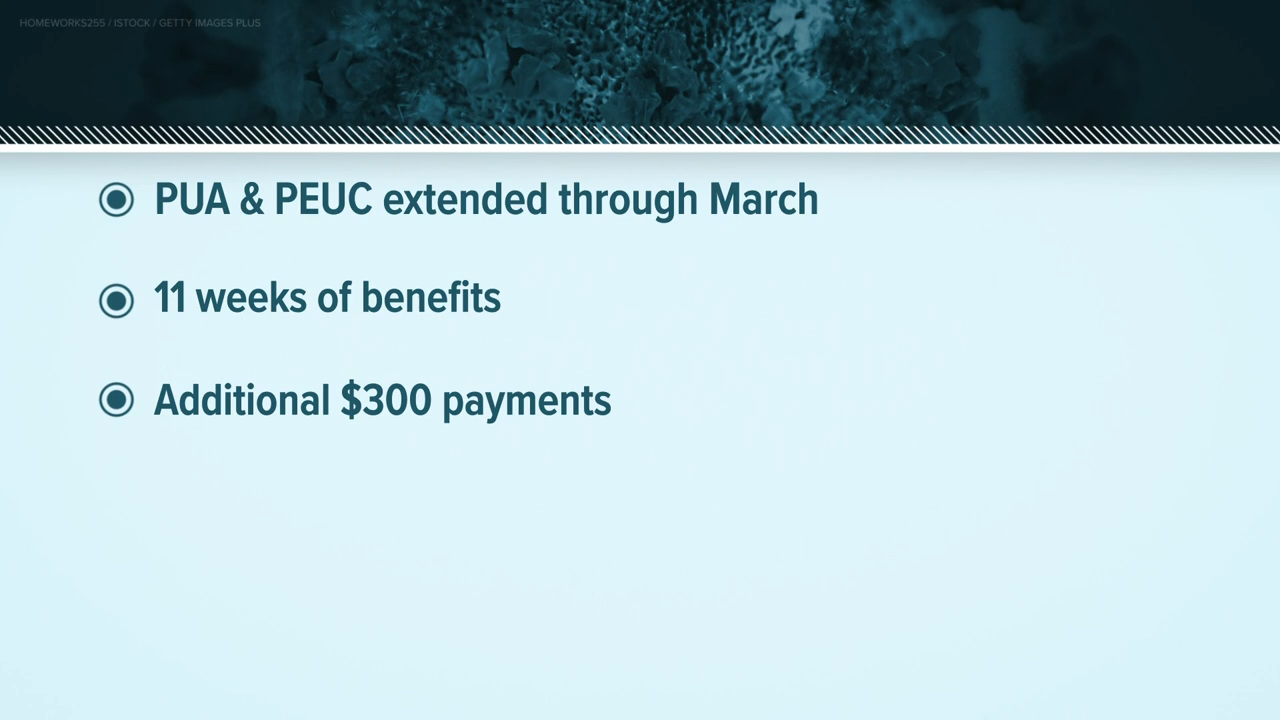 HOMEWORKS255 / ISTOCK / GETTY IMAGES PLUS
PUA & PEUC extended through March
11 weeks of benefits
Additional $300 payments